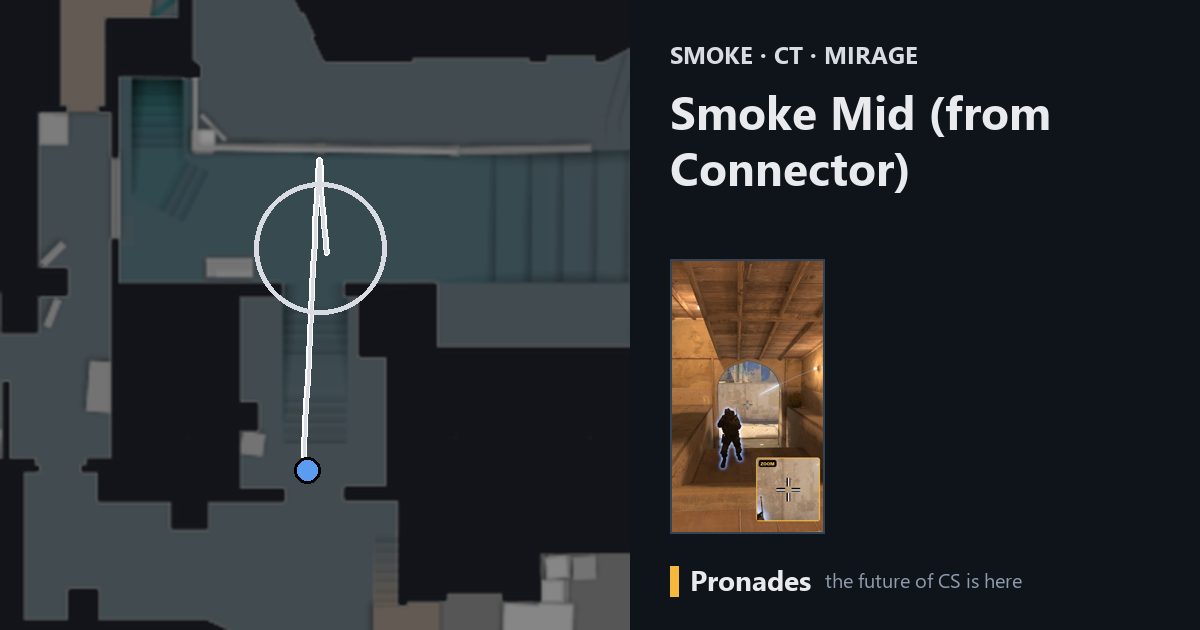 SMOKE · CT · MIRAGE
Smoke Mid (from
Connector)
ZOOM
Pronades the future of CS is here